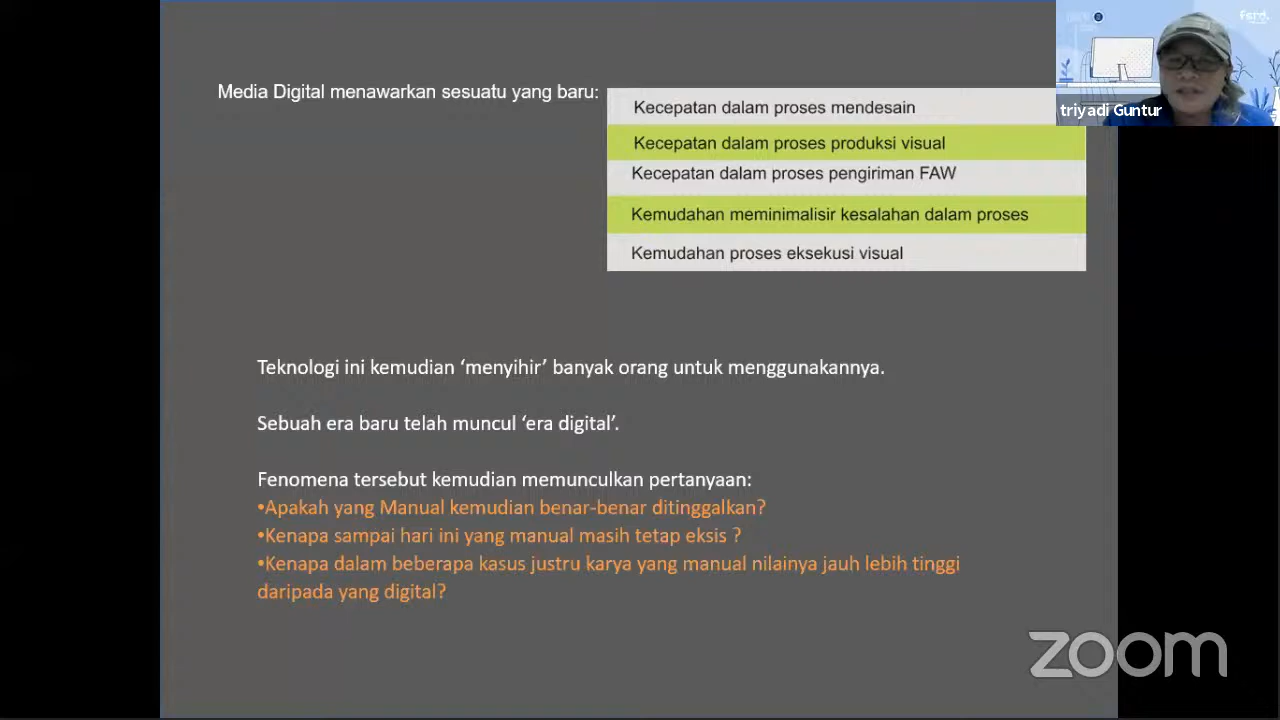 Media Digital menawarkan sesuatu yang baru:
Kecepatan dalam proses mendesain
Kecepatan dalam proses produksi visual
Kecepatan dalam proses pengiriman FAW
Kemudahan meminimalisir kesalahan dalam proses
Kemudahan proses eksekusi visual
fsrd.
triyadi Guntur
Teknologi ini kemudian ‘menyihir’ banyak orang untuk menggunakannya.
Sebuah era baru telah muncul ‘era digital’.
Fenomena tersebut kemudian memunculkan pertanyaan:
•Apakah yang Manual kemudian benar-benar ditinggalkan?
•Kenapa sampai hari ini yang manual masih tetap eksis ?
•Kenapa dalam beberapa kasus justru karya yang manual nilainya jauh lebih tinggi
daripada yang digital?
zoom